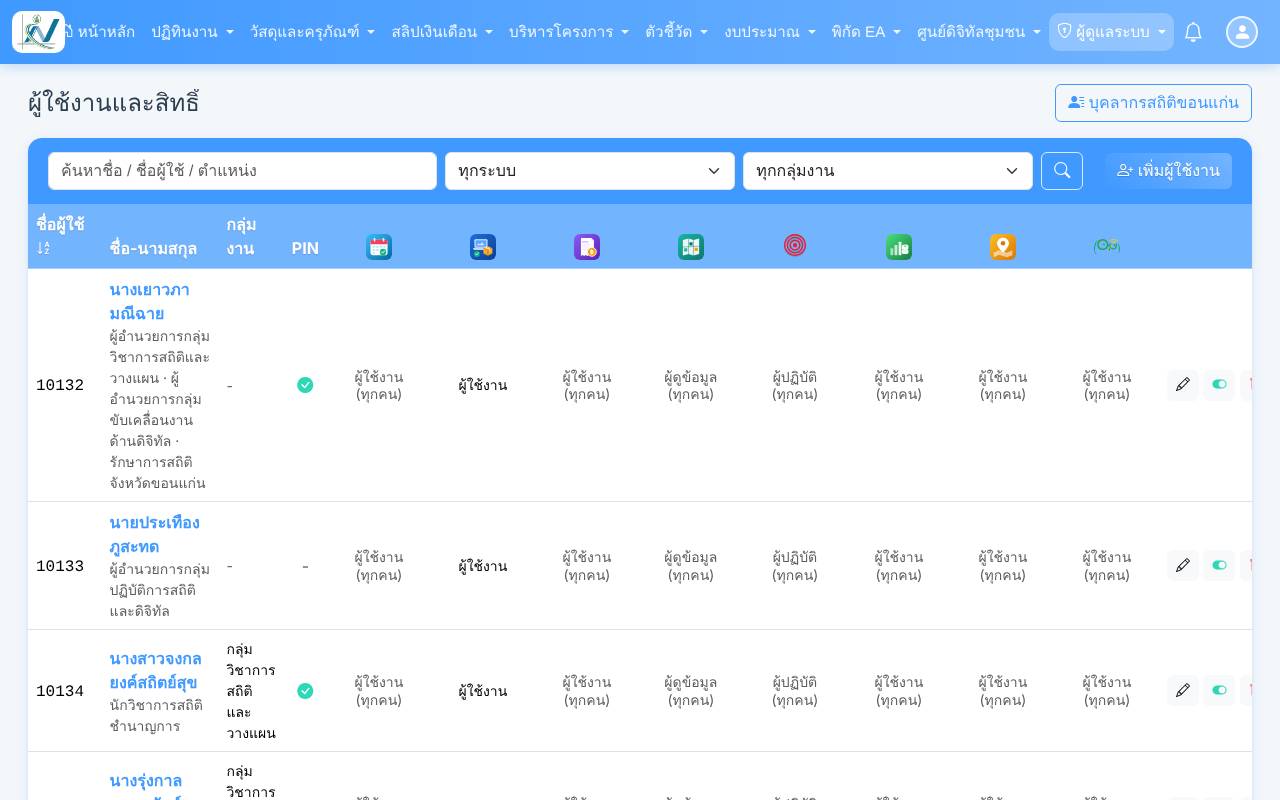 หน้าหลัก ปฏิทินงาน วัสดุและครุภัณฑ์ สลิปเงินเดือน บริหารโครงการ ตัวชี้วัด งบประมาณ พิกัด EA ศูนย์ดิจิทัลชุมชน ผู้ดูแลระบบ
ผู้ใช้งานและสิทธิ์
บุคลากรสถิติขอนแก่น
ค้นหาชื่อ / ชื่อผู้ใช้ / ตำแหน่ง ทุกระบบ ทุกกลุ่มงาน เพิ่มผู้ใช้งาน
ชื่อผู้ใช้ ชื่อ-นามสกุล กลุ่มงาน PIN
10132
นางเยาวภา
มณีฉาย
ผู้อำนวยการกลุ่ม
วิชาการสถิติและ
วางแผน · ผู้
อำนวยการกลุ่ม
ขับเคลื่อนงาน
ด้านดิจิทัล ·
รักษาการสถิติ
จังหวัดขอนแก่น
-
ผู้ใช้งาน (ทุกคน) ผู้ใช้งาน ผู้ใช้งาน (ทุกคน) ผู้ดูข้อมูล (ทุกคน) ผู้ปฏิบัติ (ทุกคน) ผู้ใช้งาน (ทุกคน) ผู้ใช้งาน (ทุกคน) ผู้ใช้งาน (ทุกคน)
10133
นายประเทือง
ภูสะทด
ผู้อำนวยการกลุ่ม
ปฏิบัติการสถิติ
และดิจิทัล
- -
ผู้ใช้งาน (ทุกคน) ผู้ใช้งาน ผู้ใช้งาน (ทุกคน) ผู้ดูข้อมูล (ทุกคน) ผู้ปฏิบัติ (ทุกคน) ผู้ใช้งาน (ทุกคน) ผู้ใช้งาน (ทุกคน) ผู้ใช้งาน (ทุกคน)
10134
นางสาวจงกล
ยงค์สถิตย์สุข
นักวิชาการสถิติ
ชำนาญการ
กลุ่ม
วิชาการ
สถิติ
และ
วางแผน
ผู้ใช้งาน (ทุกคน) ผู้ใช้งาน ผู้ใช้งาน (ทุกคน) ผู้ดูข้อมูล (ทุกคน) ผู้ปฏิบัติ (ทุกคน) ผู้ใช้งาน (ทุกคน) ผู้ใช้งาน (ทุกคน) ผู้ใช้งาน (ทุกคน)
นางรุ่งกาล
กลุ่ม
วิชาการ